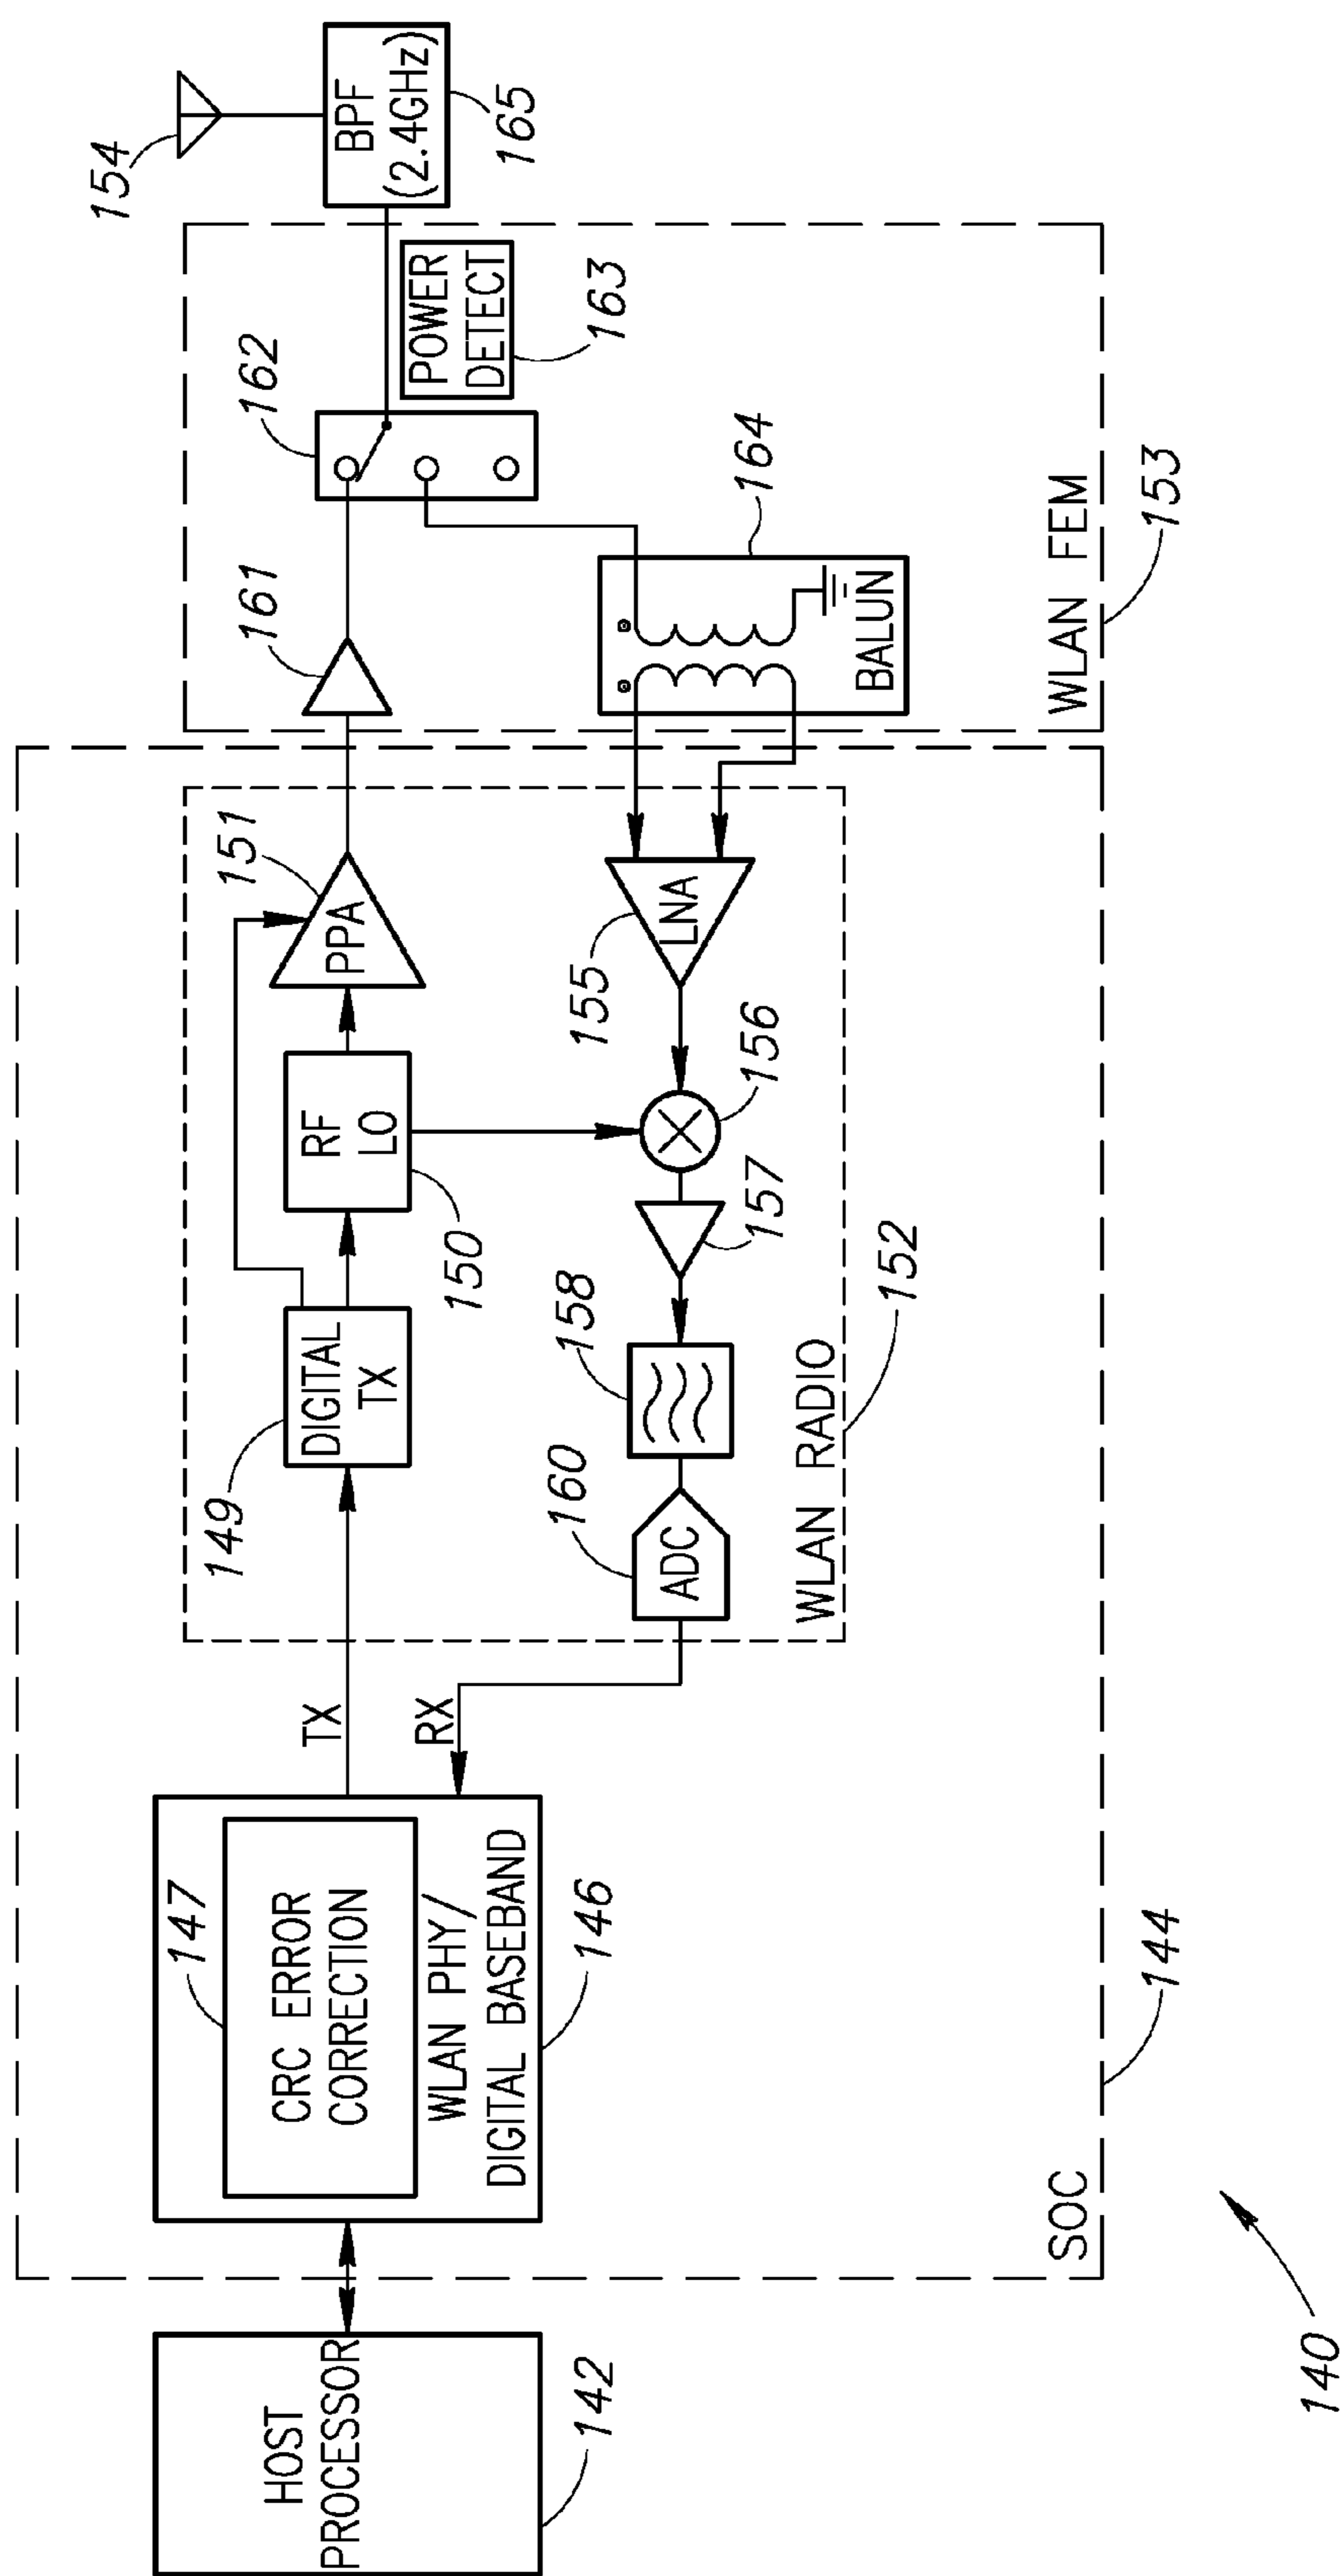 HOST
PROCESSOR
142
147
CRC ERROR
CORRECTION
WLAN PHY/
DIGITAL BASEBAND
146
TX
RX
SOC
144
140
149
DIGITAL
TX
RF
LO
150
PPA
151
LNA
155
156
157
158
160
ADC
WLAN RADIO
152
161
162
POWER
DETECT
163
164
BALUN
WLAN FEM
153
154
BPF
(2.4GHz)
165